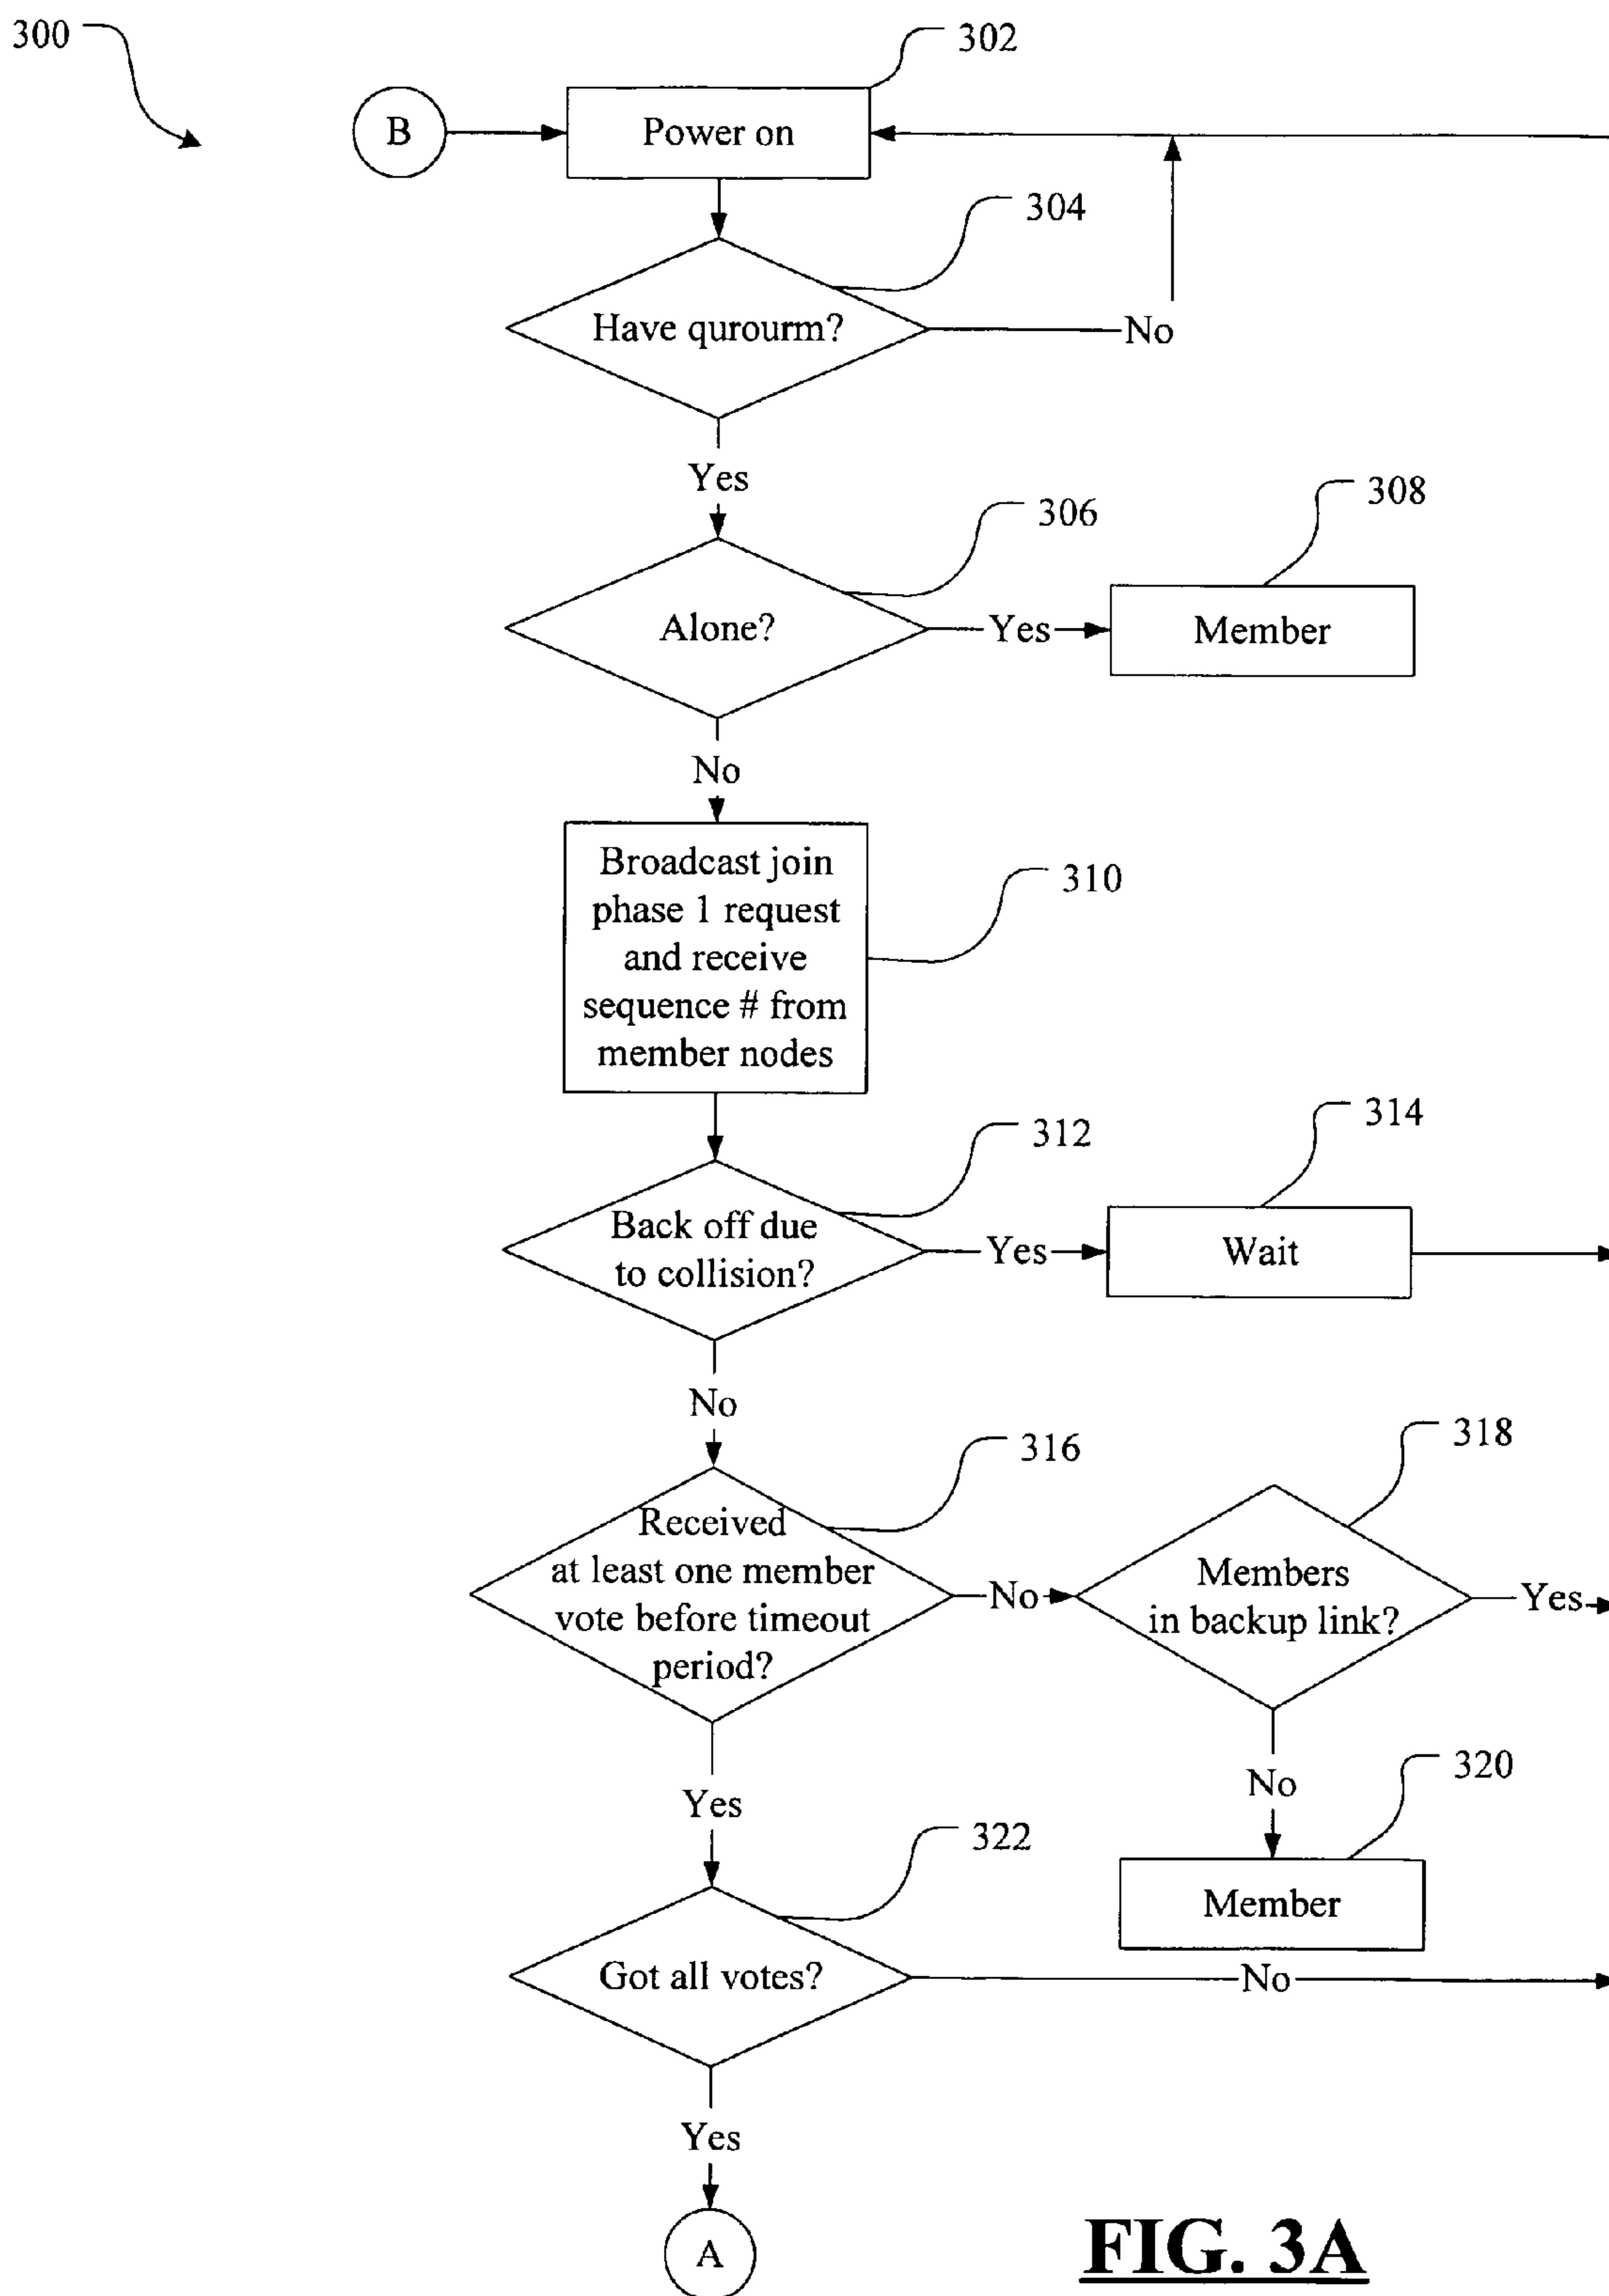 300
302
B
Power on
304
Have qurourm?
No
Yes
306
308
Alone?
Yes
Member
No
Broadcast join
phase 1 request
and receive
sequence # from
member nodes
310
312
314
Back off due
to collision?
Yes
Wait
No
316
318
Received
at least one member
vote before timeout
period?
No
Members
in backup link?
Yes
Yes
No
320
322
Member
Got all votes?
No
Yes
A
FIG. 3A